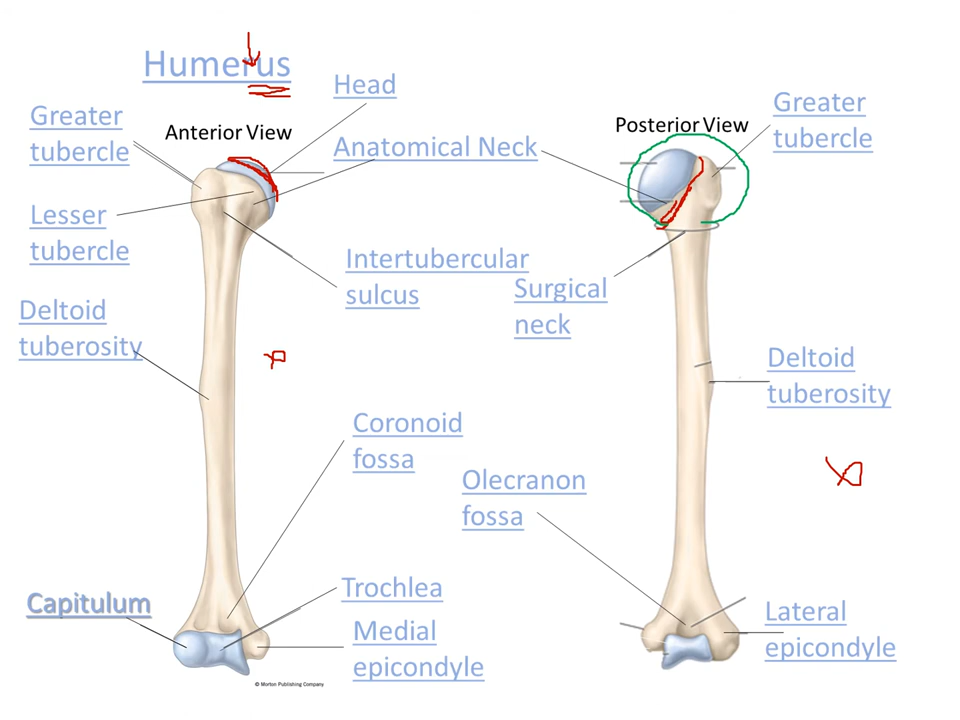 Humerus
Head
Greater
tubercle
Anterior View
Anatomical Neck
Lesser
tubercle
Intertubercular
sulcus
Deltoid
tuberosity
Coronoid
fossa
Capitulum
Trochlea
Medial
epicondyle
© Morton Publishing Company
Posterior View
Greater
tubercle
Surgical
neck
Deltoid
tuberosity
Olecranon
fossa
Lateral
epicondyle